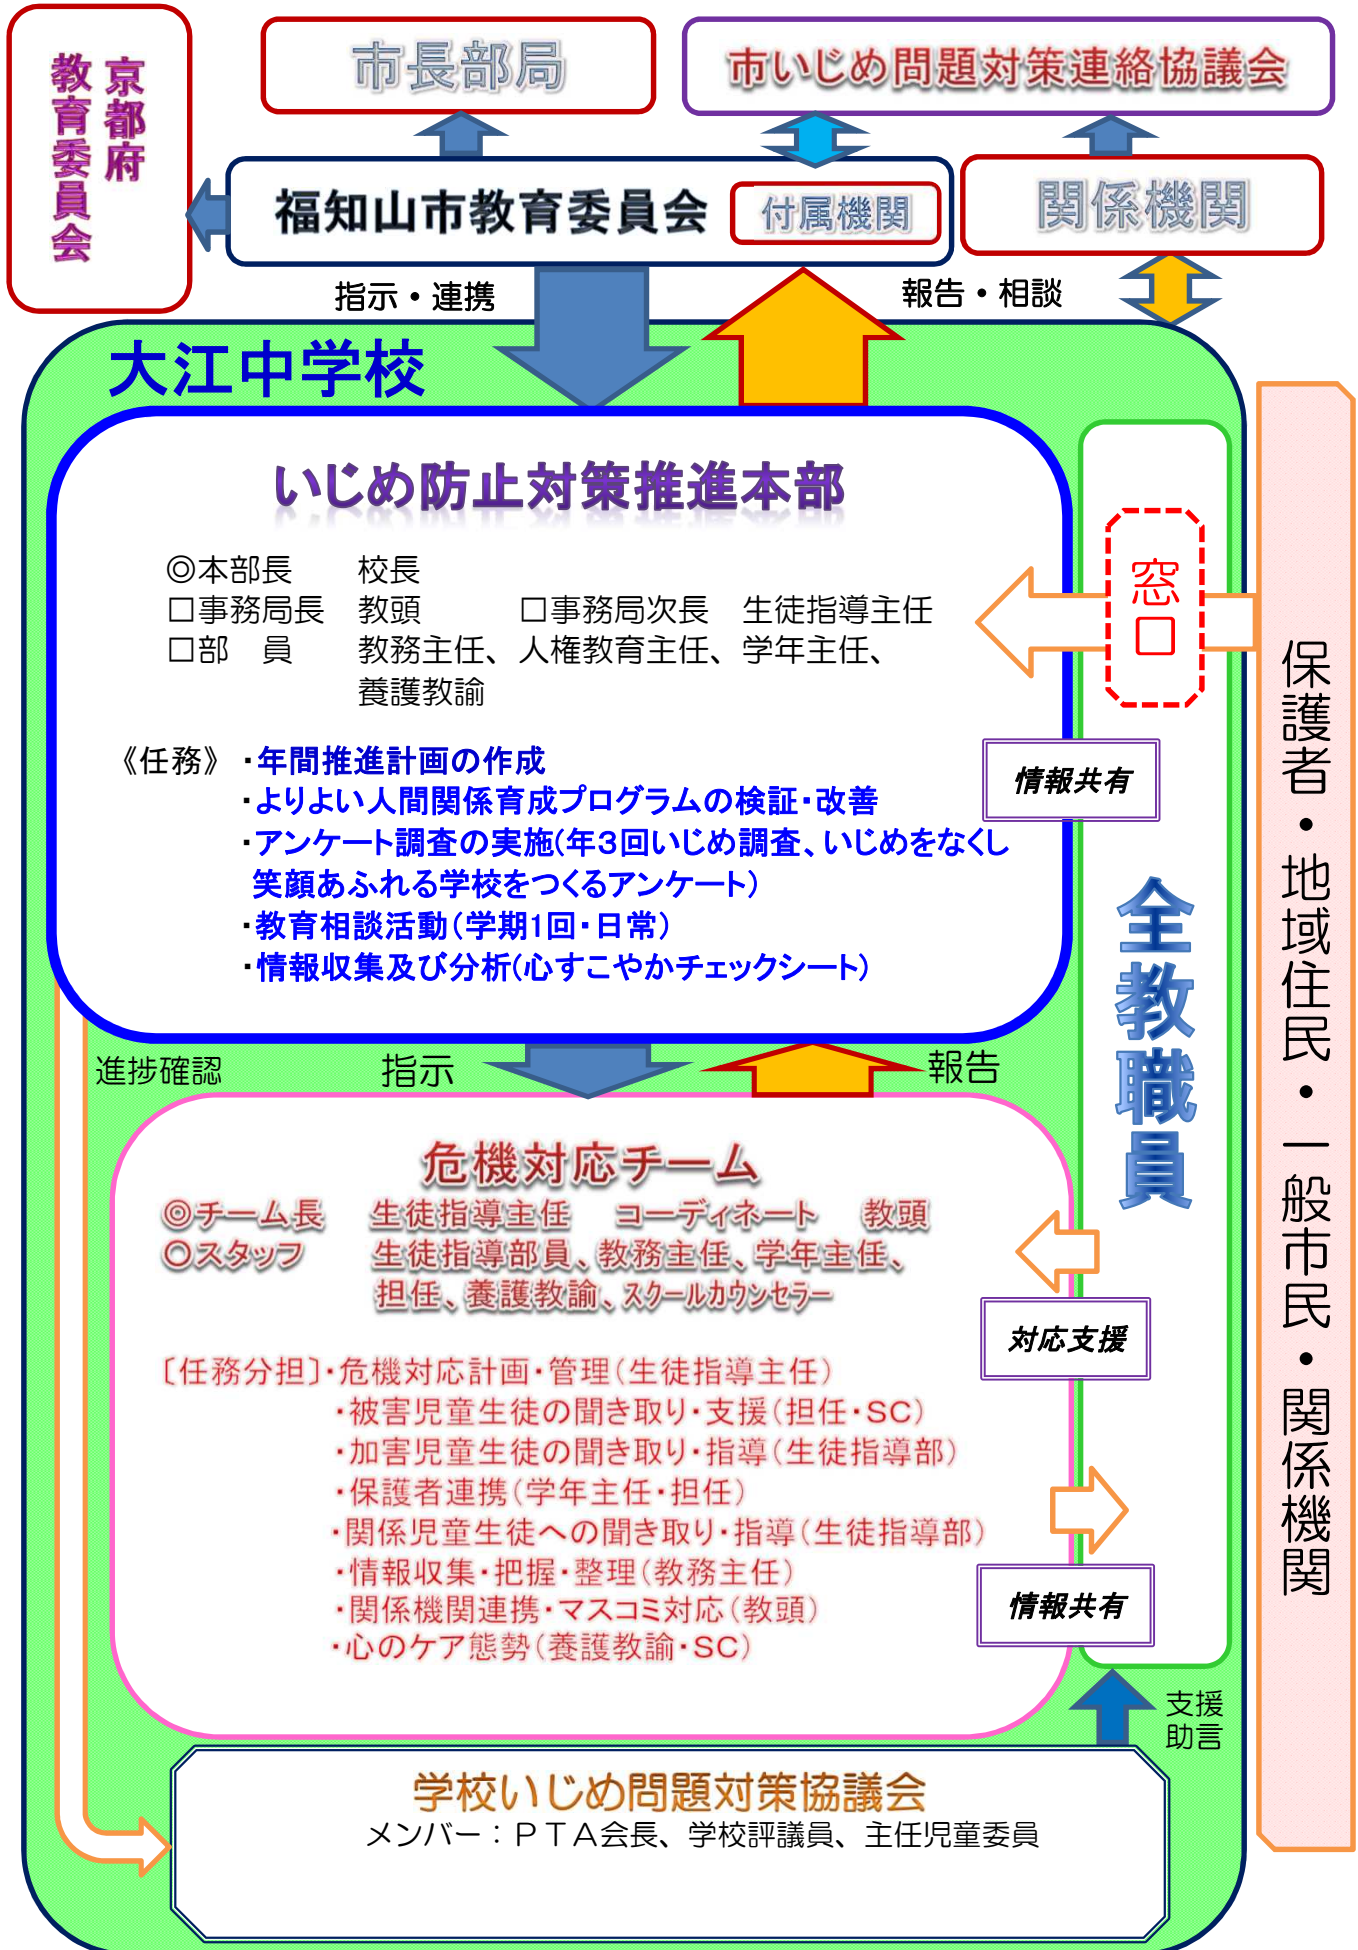 京都府
教育委員会
市長部局
市いじめ問題対策連絡協議会
福知山市教育委員会
付属機関
関係機関
指示・連携
報告・相談
大江中学校
いじめ防止対策推進本部
◎本部長 校長
□事務局長 教頭 □事務局次長 生徒指導主任
□部 員 教務主任、人権教育主任、学年主任、
養護教諭
《任務》・年間推進計画の作成
・よりよい人間関係育成プログラムの検証・改善
・アンケート調査の実施(年3回いじめ調査、いじめをなくし
笑顔あふれる学校をつくるアンケート)
・教育相談活動(学期1回・日常)
・情報収集及び分析(心すこやかチェックシート)
窓口
情報共有
全教職員
保護者・地域住民・一般市民・関係機関
進捗確認
指示
報告
危機対応チーム
◎チーム長 生徒指導主任 コーディネート 教頭
○スタッフ 生徒指導部員、教務主任、学年主任、
担任、養護教諭、スクールカウンセラー
〔任務分担〕・危機対応計画・管理(生徒指導主任)
・被害児童生徒の聞き取り・支援(担任・SC)
・加害児童生徒の聞き取り・指導(生徒指導部)
・保護者連携(学年主任・担任)
・関係児童生徒への聞き取り・指導(生徒指導部)
・情報収集・把握・整理(教務主任)
・関係機関連携・マスコミ対応(教頭)
・心のケア態勢(養護教諭・SC)
対応支援
情報共有
支援
助言
学校いじめ問題対策協議会
メンバー：ＰＴＡ会長、学校評議員、主任児童委員